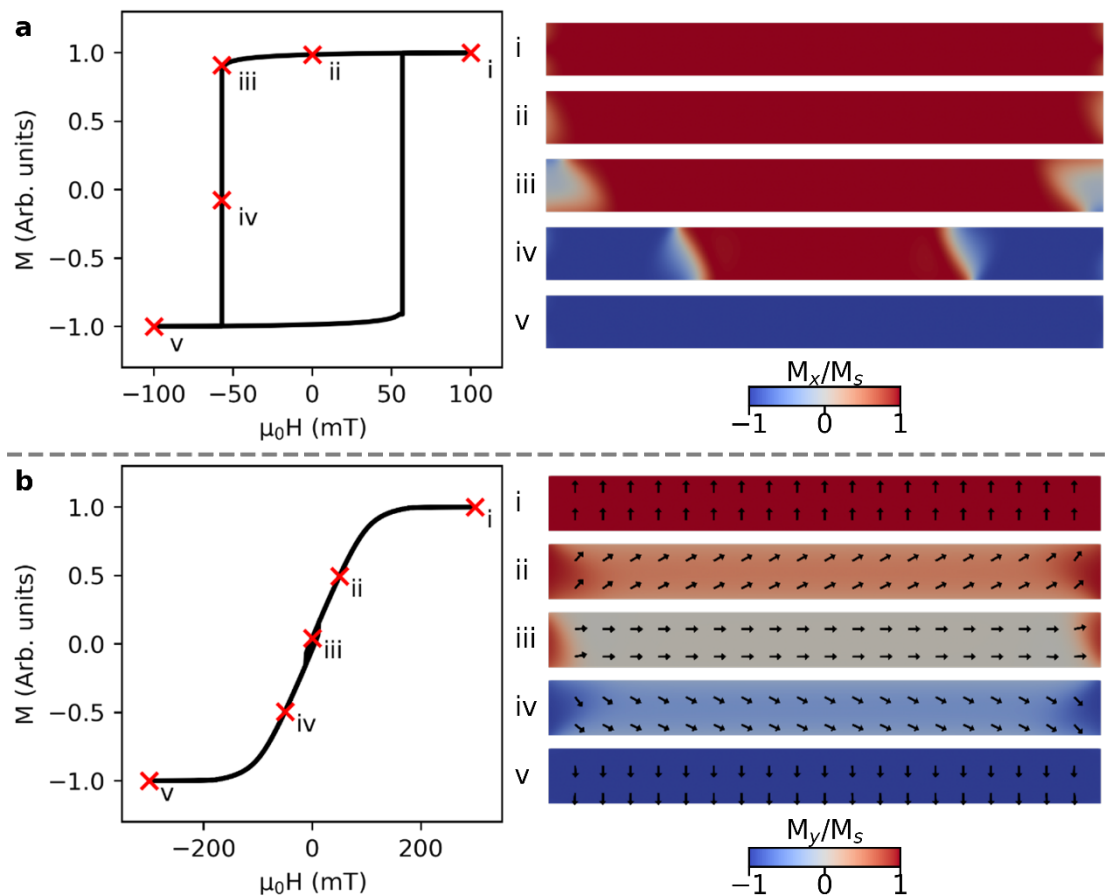 a
1.0
0.5
0.0
−0.5
−1.0
M (Arb. units)
−100
−50
0
50
100
μ₀H (mT)
i
ii
iii
iv
v
i
ii
iii
iv
v
Mₓ/Mₛ
−1
0
1
b
1.0
0.5
0.0
−0.5
−1.0
M (Arb. units)
−200
0
200
μ₀H (mT)
i
ii
iii
iv
v
i
ii
iii
iv
v
M_y/Mₛ
−1
0
1